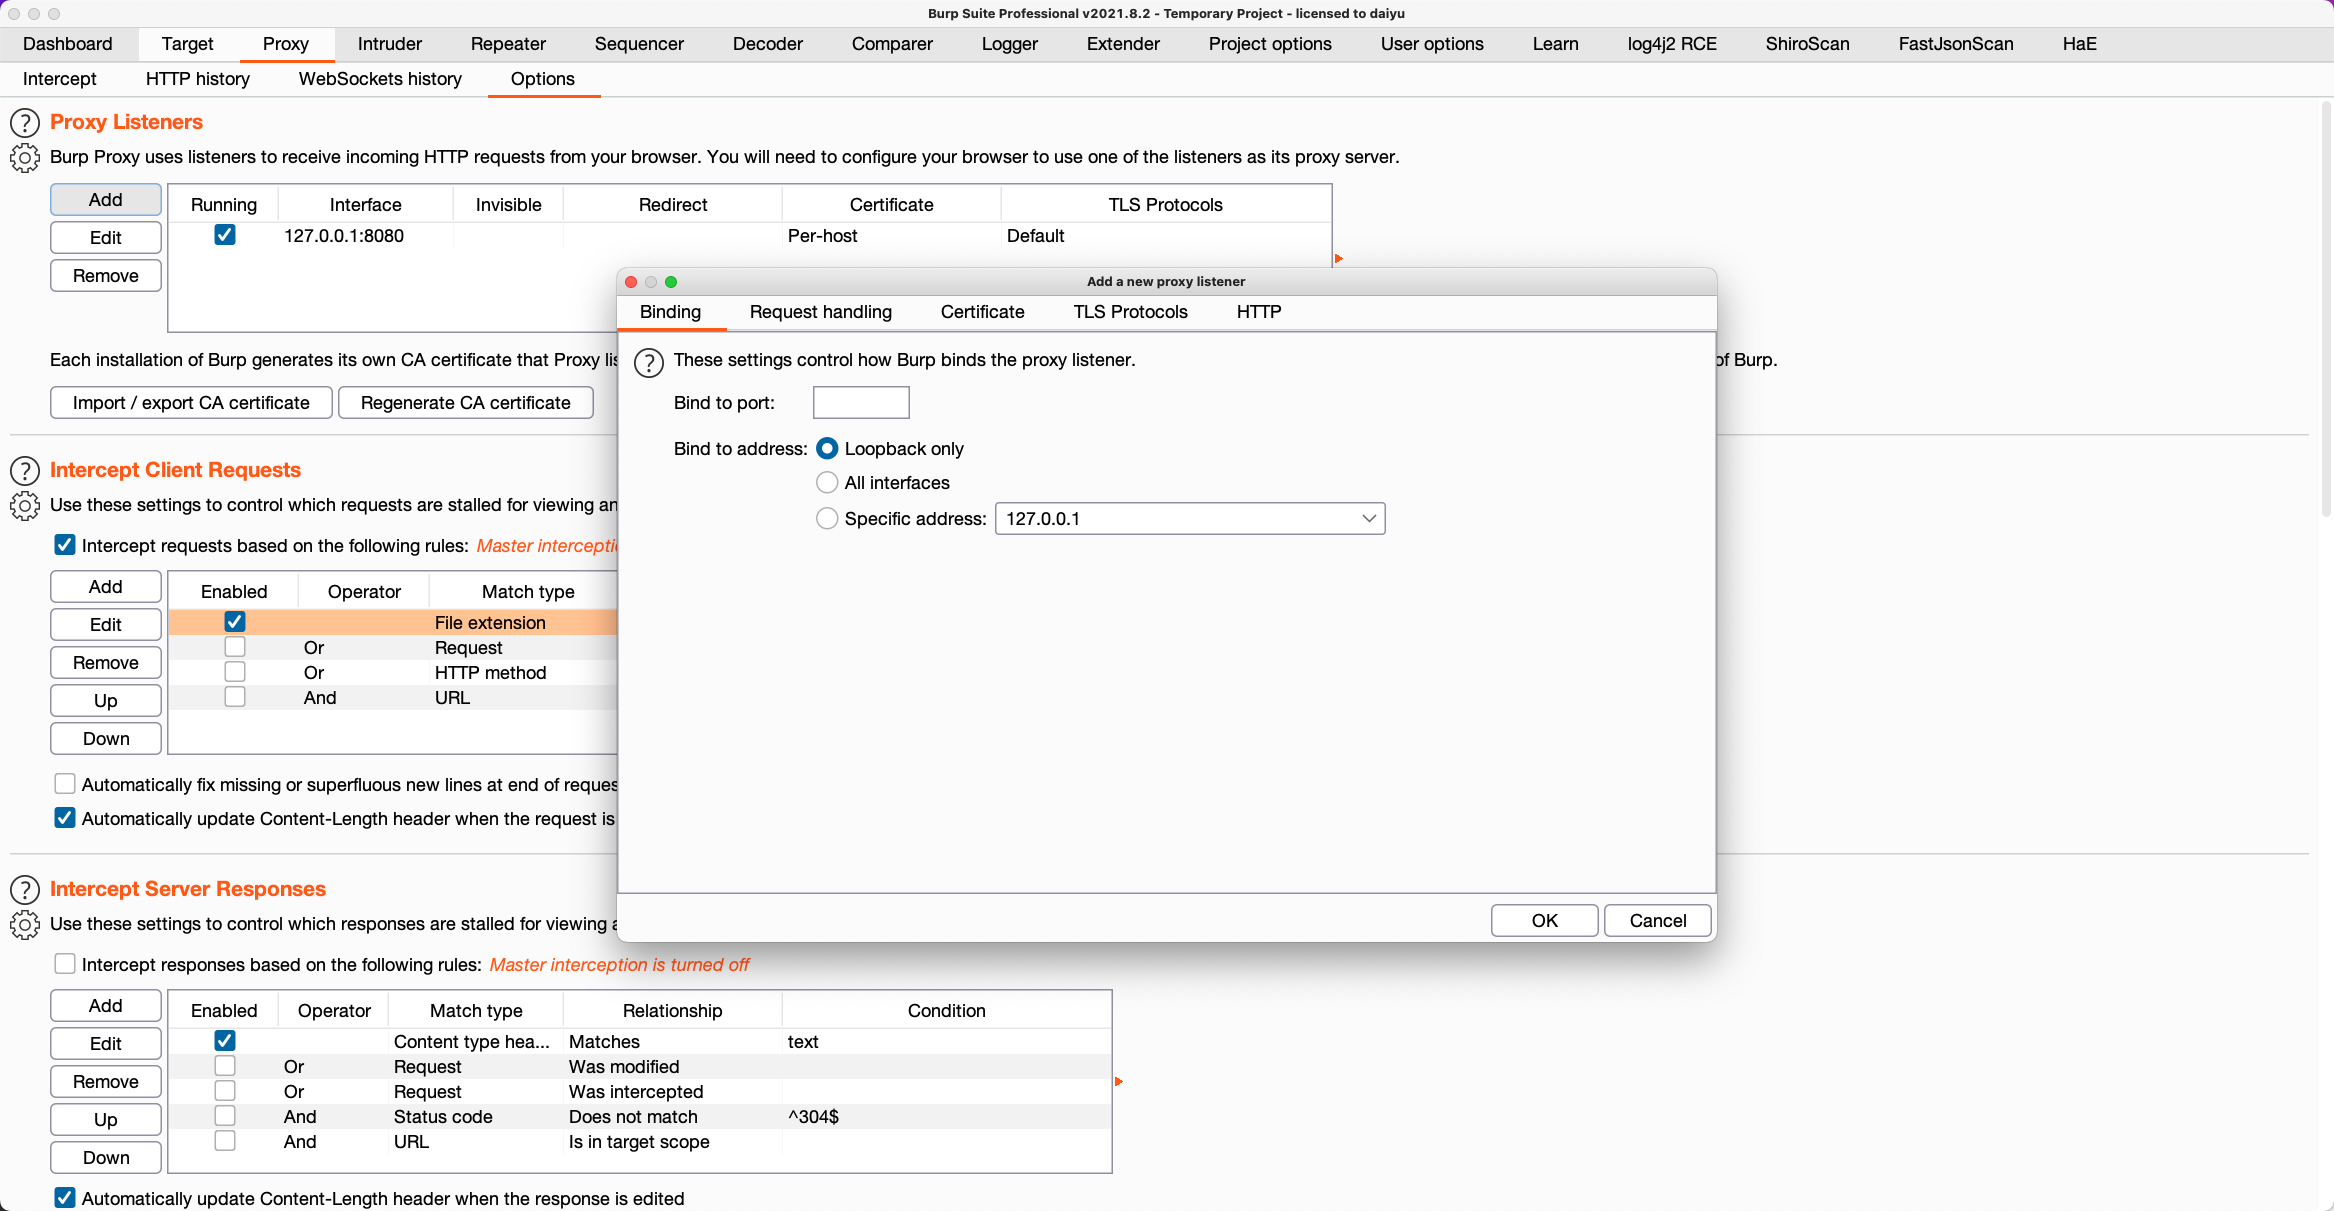 Burp Suite Professional v2021.8.2 - Temporary Project - licensed to daiyu
Dashboard Target Proxy Intruder Repeater Sequencer Decoder Comparer Logger Extender Project options User options Learn log4j2 RCE ShiroScan FastJsonScan HaE
Intercept HTTP history WebSockets history Options
? Proxy Listeners
Burp Proxy uses listeners to receive incoming HTTP requests from your browser. You will need to configure your browser to use one of the listeners as its proxy server.
Add
Edit
Remove
Running Interface Invisible Redirect Certificate TLS Protocols
127.0.0.1:8080 Per-host Default
Each installation of Burp generates its own CA certificate that Proxy lis
of Burp.
Import / export CA certificate Regenerate CA certificate
? Intercept Client Requests
Use these settings to control which requests are stalled for viewing an
Intercept requests based on the following rules: Master interceptio
Add
Edit
Remove
Up
Down
Enabled Operator Match type
File extension
Or Request
Or HTTP method
And URL
Automatically fix missing or superfluous new lines at end of reques
Automatically update Content-Length header when the request is
Add a new proxy listener
Binding Request handling Certificate TLS Protocols HTTP
? These settings control how Burp binds the proxy listener.
Bind to port:
Bind to address: Loopback only
All interfaces
Specific address: 127.0.0.1
OK Cancel
? Intercept Server Responses
Use these settings to control which responses are stalled for viewing a
Intercept responses based on the following rules: Master interception is turned off
Add
Edit
Remove
Up
Down
Enabled Operator Match type Relationship Condition
Content type hea... Matches text
Or Request Was modified
Or Request Was intercepted
And Status code Does not match ^304$
And URL Is in target scope
Automatically update Content-Length header when the response is edited